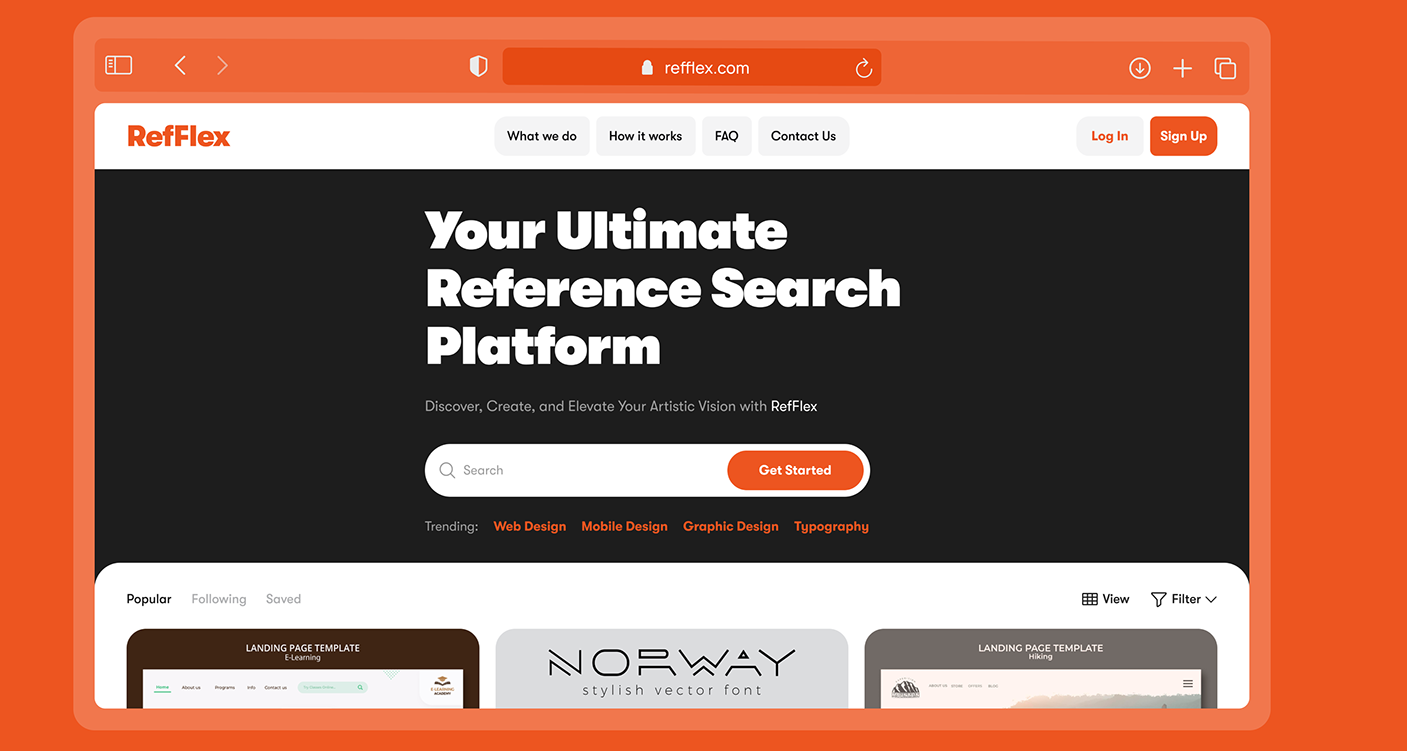 refflex.com
RefFlex
What we do
How it works
FAQ
Contact Us
Log In
Sign Up
Your Ultimate
Reference Search
Platform
Discover, Create, and Elevate Your Artistic Vision with RefFlex
Search
Get Started
Trending: Web Design Mobile Design Graphic Design Typography
Popular Following Saved
View
Filter
LANDING PAGE TEMPLATE
E-Learning
Home About us Programs Info Contact us
E-LEARNING
ACADEMY
NORWAY
stylish vector font
LANDING PAGE TEMPLATE
Hiking
ABOUT US STORE OFFERS BLOG